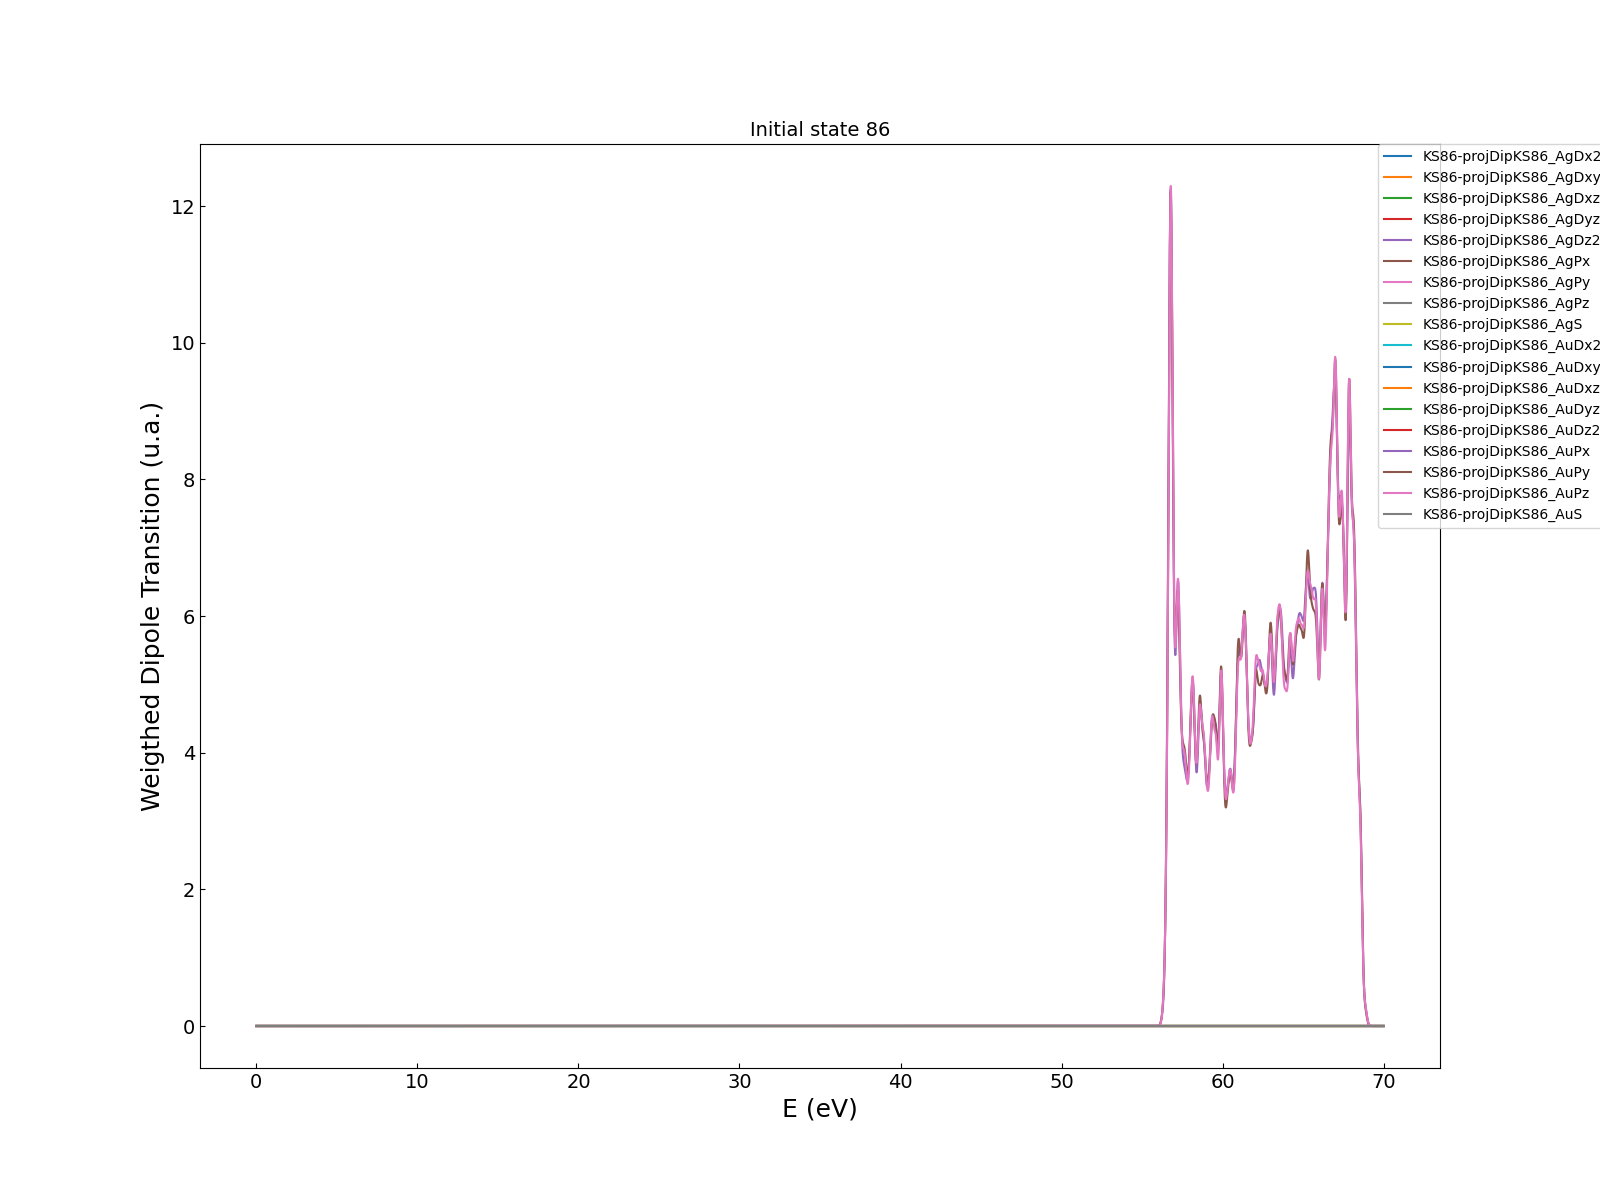 Initial state 86
Weigthed Dipole Transition (u.a.)
12
10
8
6
4
2
0
0 10 20 30 40 50 60 70
E (eV)
KS86-projDipKS86_AgDx2
KS86-projDipKS86_AgDxy
KS86-projDipKS86_AgDxz
KS86-projDipKS86_AgDyz
KS86-projDipKS86_AgDz2
KS86-projDipKS86_AgPx
KS86-projDipKS86_AgPy
KS86-projDipKS86_AgPz
KS86-projDipKS86_AgS
KS86-projDipKS86_AuDx2
KS86-projDipKS86_AuDxy
KS86-projDipKS86_AuDxz
KS86-projDipKS86_AuDyz
KS86-projDipKS86_AuDz2
KS86-projDipKS86_AuPx
KS86-projDipKS86_AuPy
KS86-projDipKS86_AuPz
KS86-projDipKS86_AuS